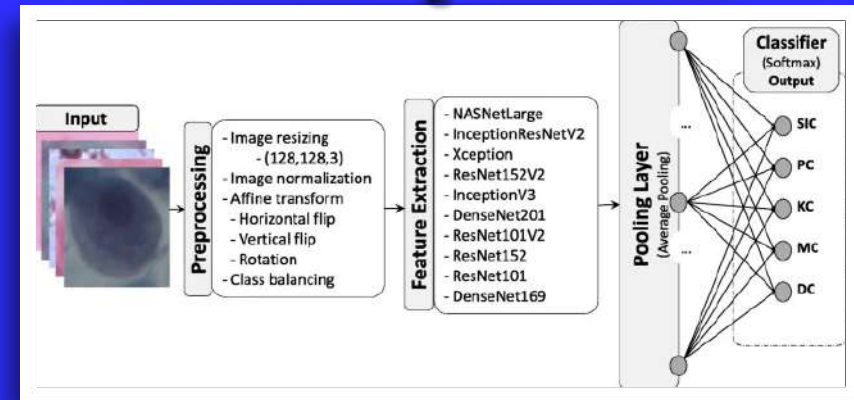 Input
Preprocessing
- Image resizing
- (128,128,3)
- Image normalization
- Affine transform
- Horizontal flip
- Vertical flip
- Rotation
- Class balancing
Feature Extraction
- NASNetLarge
- InceptionResNetV2
- Xception
- ResNet152V2
- InceptionV3
- DenseNet201
- ResNet101V2
- ResNet152
- ResNet101
- DenseNet169
Pooling Layer
(Average Pooling)
...
...
Classifier
(Softmax)
Output
SIC
PC
KC
MC
DC